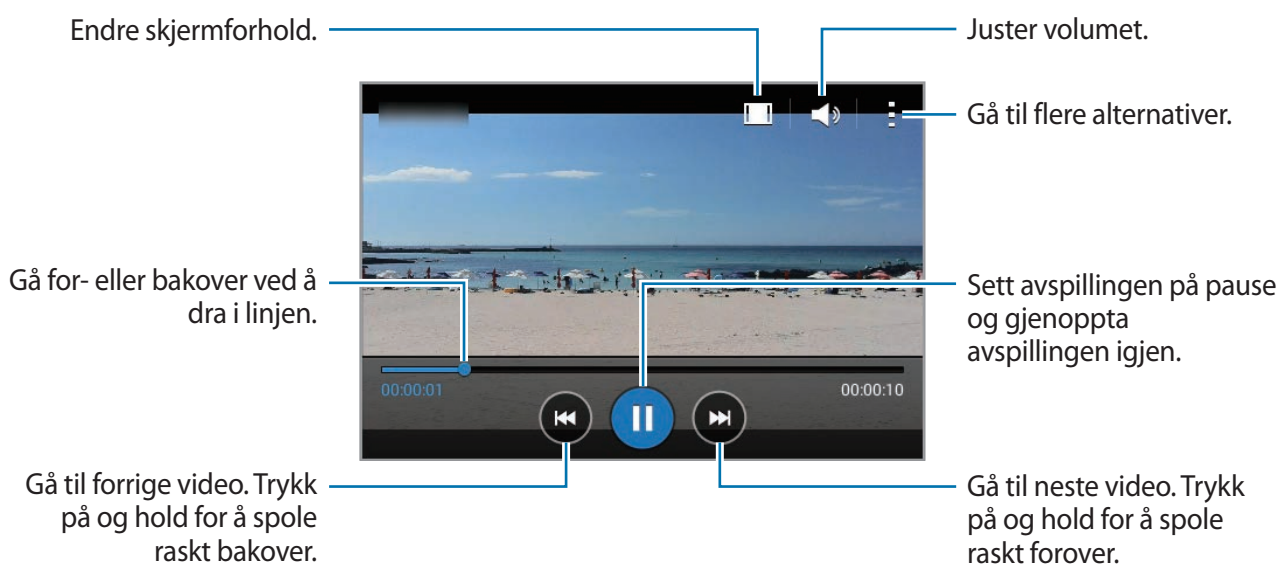 Endre skjermforhold.
Juster volumet.
Gå til flere alternativer.
Gå for- eller bakover ved å
dra i linjen.
Sett avspillingen på pause
og gjenoppta
avspillingen igjen.
00:00:01
00:00:10
Gå til forrige video. Trykk
på og hold for å spole
raskt bakover.
Gå til neste video. Trykk
på og hold for å spole
raskt forover.